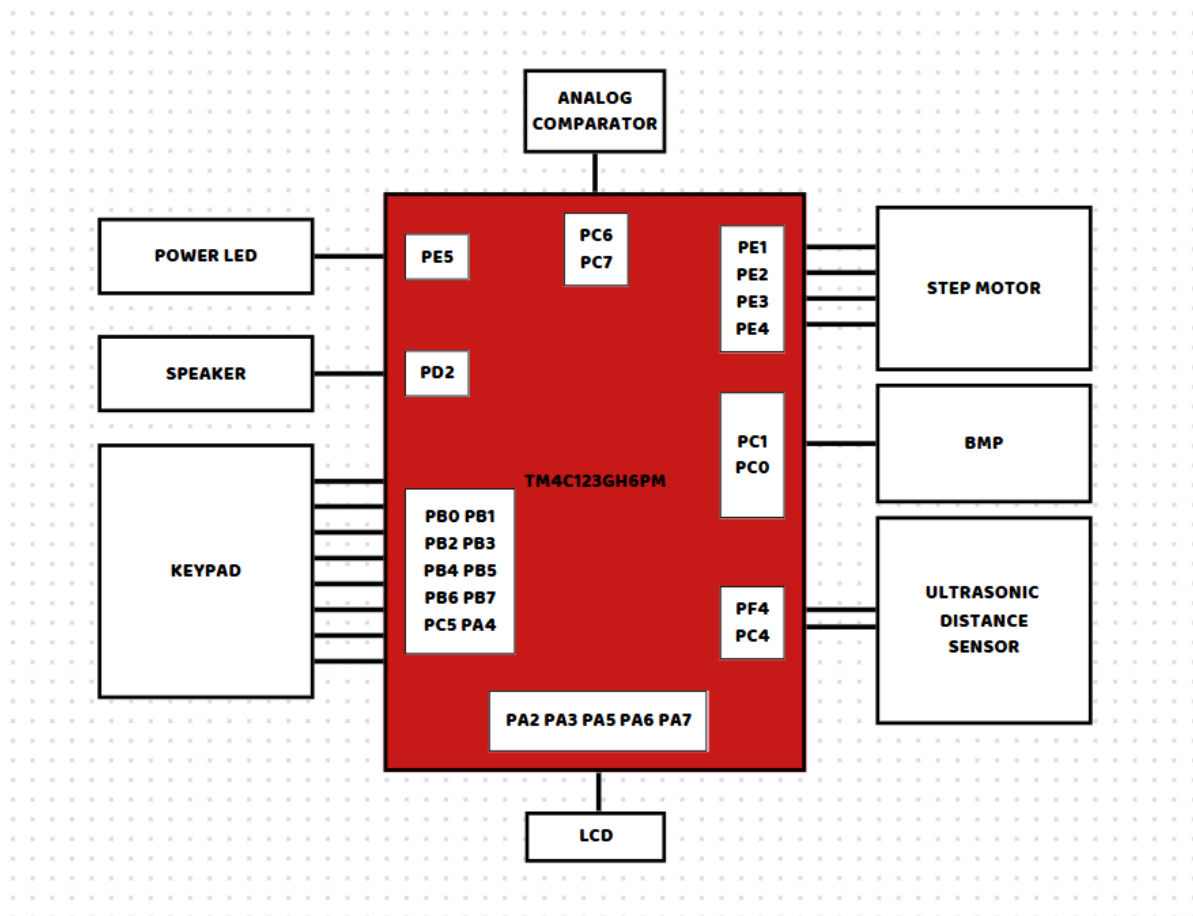 ANALOG
COMPARATOR
POWER LED
PE5
PC6
PC7
PE1
PE2
PE3
PE4
STEP MOTOR
SPEAKER
PD2
PC1
PC0
BMP
TM4C123GH6PM
KEYPAD
PB0 PB1
PB2 PB3
PB4 PB5
PB6 PB7
PC5 PA4
PF4
PC4
ULTRASONIC
DISTANCE
SENSOR
PA2 PA3 PA5 PA6 PA7
LCD